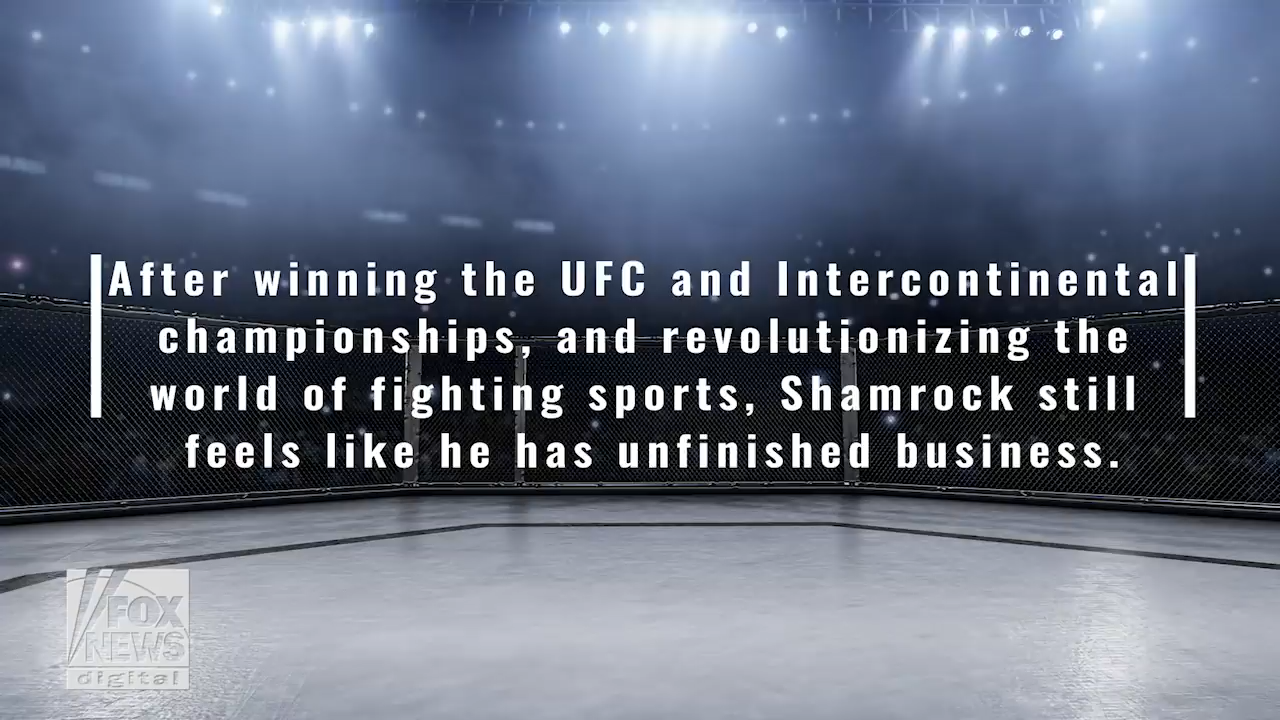 After winning the UFC and Intercontinental
championships, and revolutionizing the
world of fighting sports, Shamrock still
feels like he has unfinished business.
FOX
NEWS
digital